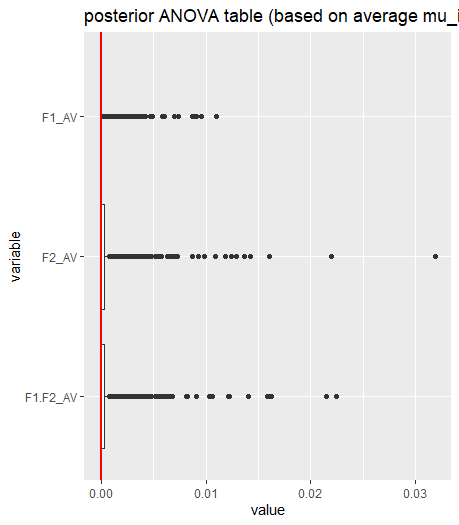 posterior ANOVA table (based on average mu_i
F1_AV
F2_AV
F1.F2_AV
variable
0.00
0.01
0.02
0.03
value